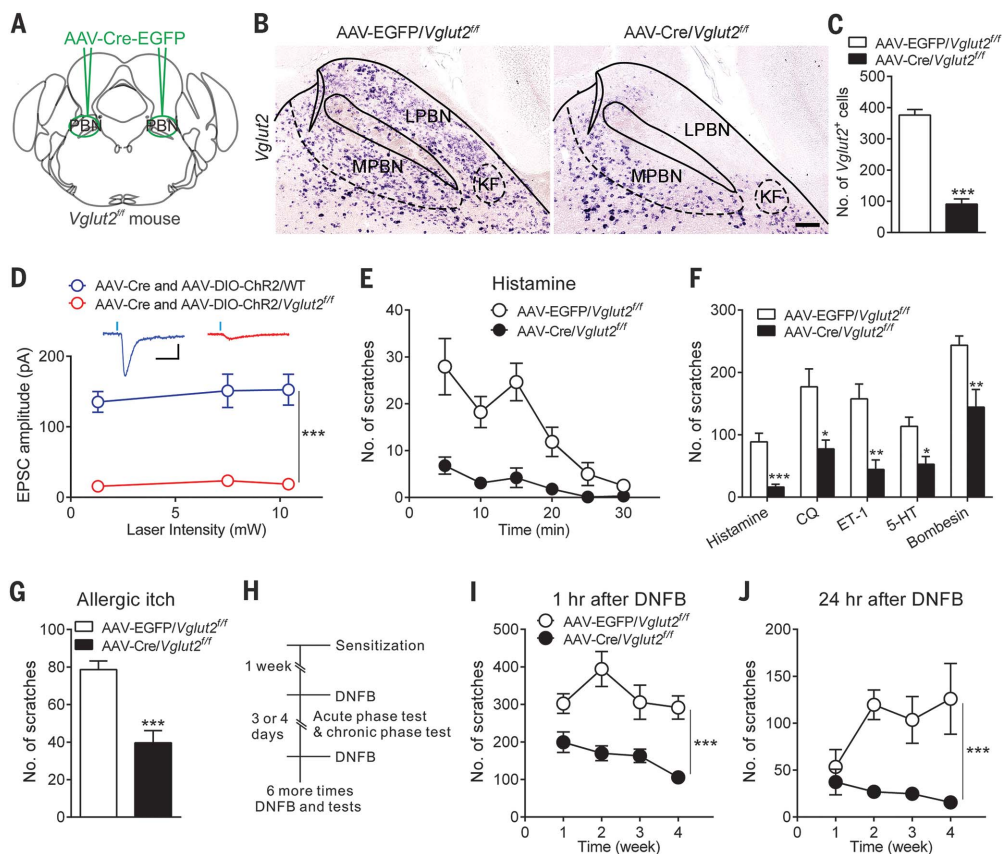 A
AAV-Cre-EGFP
PBN
PBN
Vglut2f/f mouse
B
AAV-EGFP/Vglut2f/f
AAV-Cre/Vglut2f/f
Vglut2
LPBN
MPBN
KF
LPBN
MPBN
KF
C
AAV-EGFP/Vglut2f/f
AAV-Cre/Vglut2f/f
No. of Vglut2+ cells
500
400
300
200
100
0
***
D
AAV-Cre and AAV-DIO-ChR2/WT
AAV-Cre and AAV-DIO-ChR2/Vglut2f/f
EPSC amplitude (pA)
200
150
100
50
0
***
0
5
10
Laser Intensity (mW)
E
Histamine
AAV-EGFP/Vglut2f/f
AAV-Cre/Vglut2f/f
No. of scratches
40
30
20
10
0
10
20
30
Time (min)
F
AAV-EGFP/Vglut2f/f
AAV-Cre/Vglut2f/f
No. of scratches
300
200
100
0
***
*
**
*
**
Histamine
CQ
ET-1
5-HT
Bombesin
G
Allergic itch
AAV-EGFP/Vglut2f/f
AAV-Cre/Vglut2f/f
No. of scratches
100
80
60
40
20
0
***
H
Sensitization
1 week
DNFB
3 or 4
days
Acute phase test
& chronic phase test
DNFB
6 more times
DNFB and tests
I
1 hr after DNFB
AAV-EGFP/Vglut2f/f
AAV-Cre/Vglut2f/f
No. of scratches
500
400
300
200
100
0
***
0
1
2
3
4
Time (week)
J
24 hr after DNFB
No. of scratches
200
150
100
50
0
***
0
1
2
3
4
Time (week)